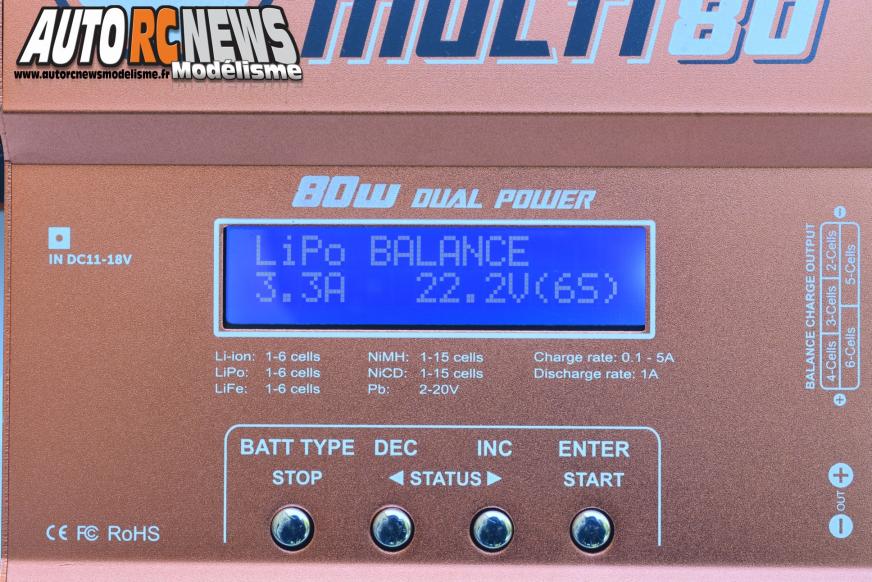 AUTORCNEWS
www.autorcnewsmodelisme.fr Modélisme
MULTI 80
80W DUAL POWER
IN DC11-18V
LiPo BALANCE
3.3A 22.2V(6S)
Li-ion: 1-6 cells NiMH: 1-15 cells Charge rate: 0.1 - 5A
LiPo: 1-6 cells NiCD: 1-15 cells Discharge rate: 1A
LiFe: 1-6 cells Pb: 2-20V
BATT TYPE DEC INC ENTER
STOP ◀ STATUS ▶ START
CE FC RoHS
BALANCE CHARGE OUTPUT
4-Cells 3-Cells 2-Cells
6-Cells 5-Cells
OUT